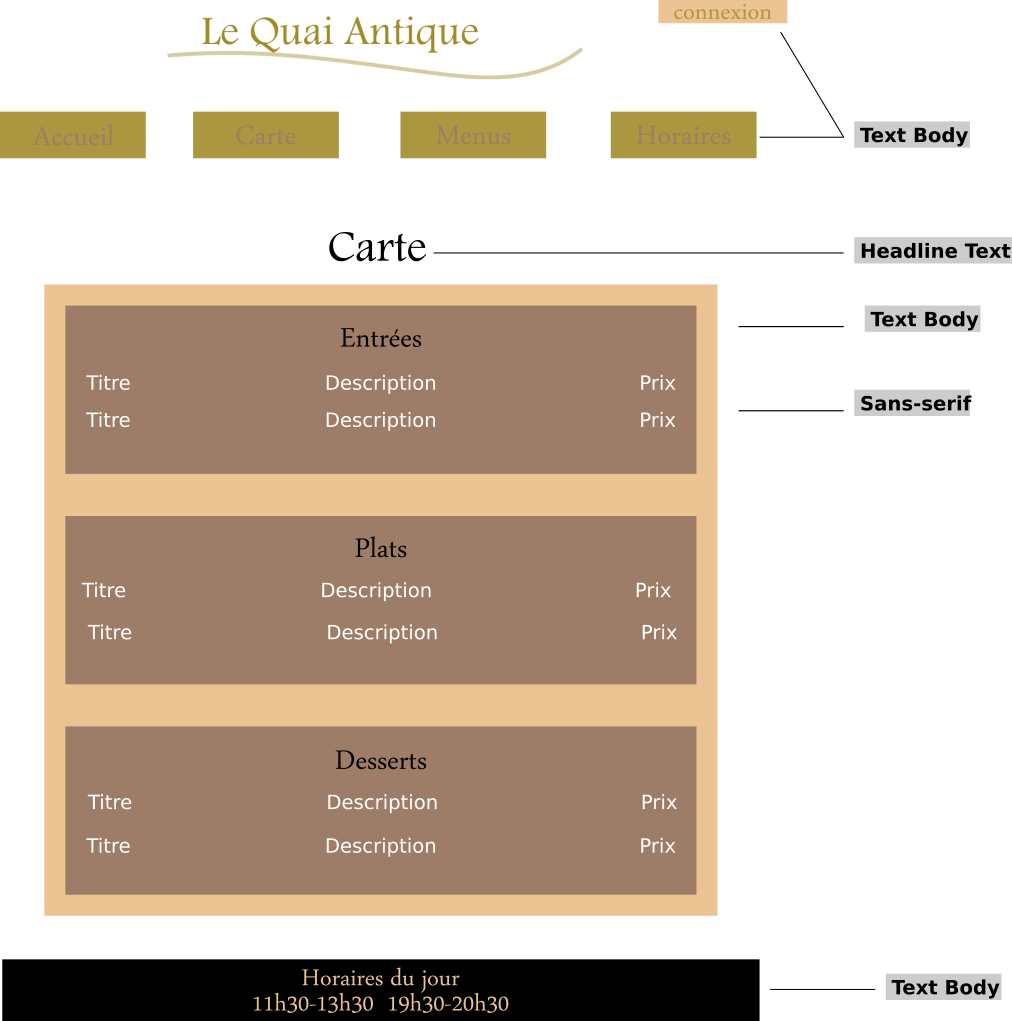 connexion
Le Quai Antique
Accueil Carte Menus Horaires Text Body
Carte Headline Text
Entrées Text Body
Titre Description Prix Sans-serif
Titre Description Prix
Plats
Titre Description Prix
Titre Description Prix
Desserts
Titre Description Prix
Titre Description Prix
Horaires du jour Text Body
11h30-13h30 19h30-20h30